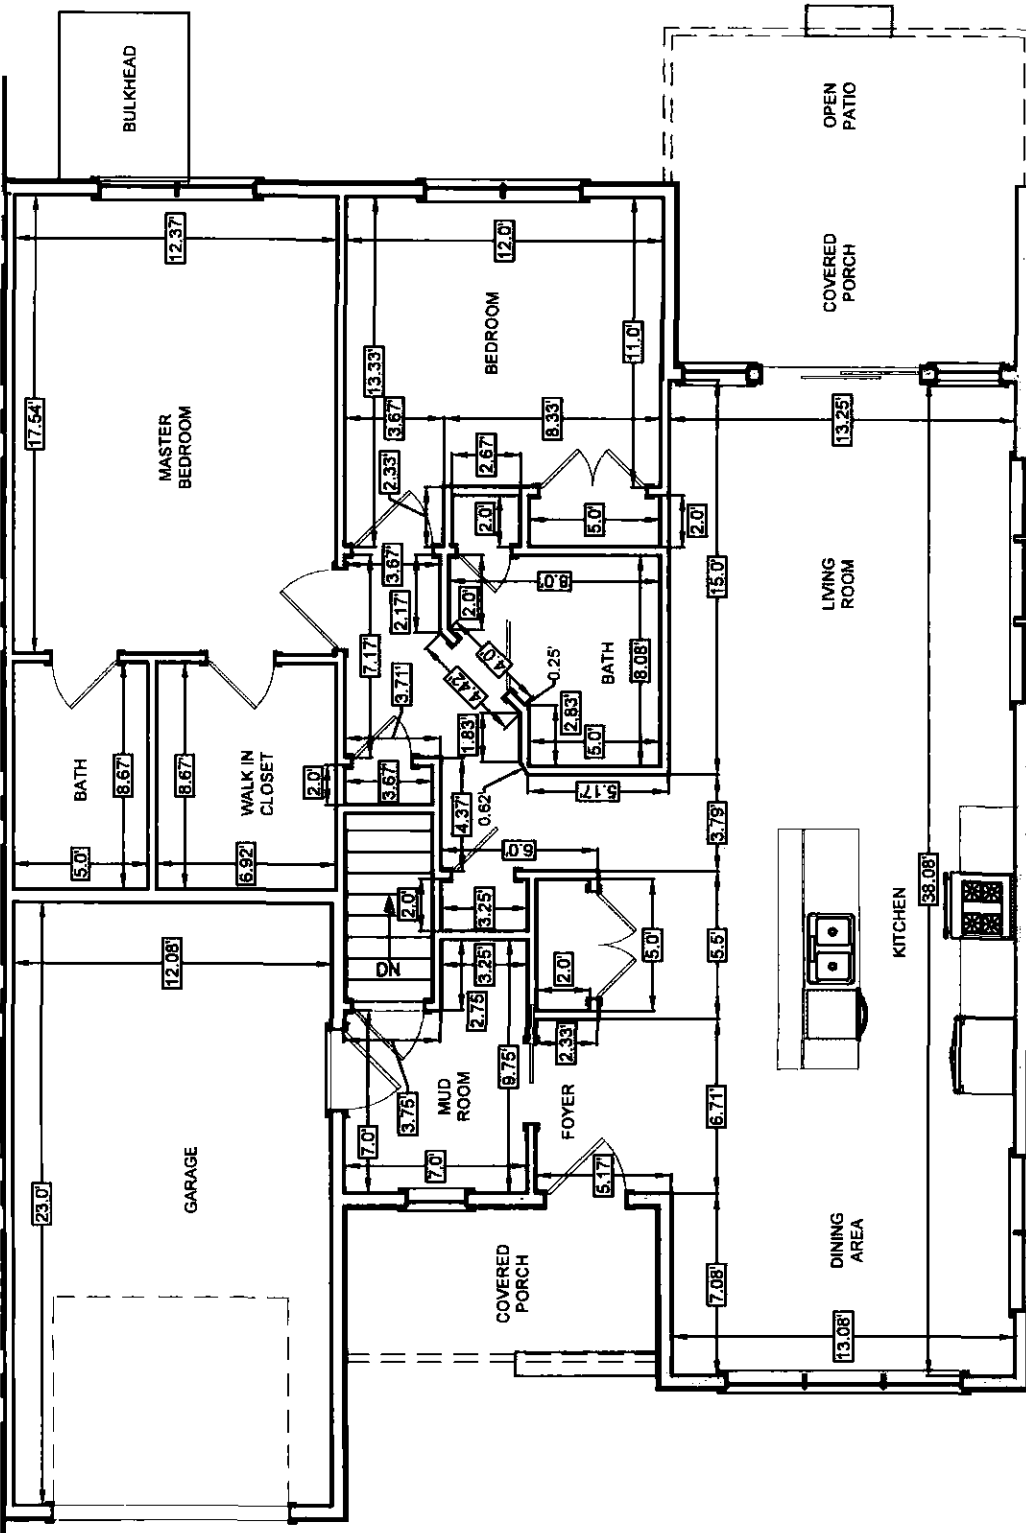 BULKHEAD
OPEN
PATIO
COVERED
PORCH
12.37'
17.54'
MASTER
BEDROOM
12.0'
BEDROOM
11.0'
13.33'
3.67'
8.33'
2.67'
2.33'
2.0'
5.0'
2.0'
13.25'
LIVING
ROOM
15.0'
3.67'
2.17'
2.0'
8.0'
7.17'
3.71'
4.42'
4.0'
0.25'
BATH
8.08'
1.83'
2.83'
5.0'
5.17'
BATH
8.67'
5.0'
WALK IN
CLOSET
8.67'
6.92'
2.0'
3.67'
4.37'
0.62'
6.0'
3.79'
38.08'
KITCHEN
2.0'
3.25'
DN
3.25'
2.75
2.0'
5.0'
5.5'
2.33'
12.08'
GARAGE
23.0'
MUD
ROOM
3.75'
7.0'
7.0'
9.75'
FOYER
5.17'
6.71'
DINING
AREA
7.08'
13.08'
COVERED
PORCH